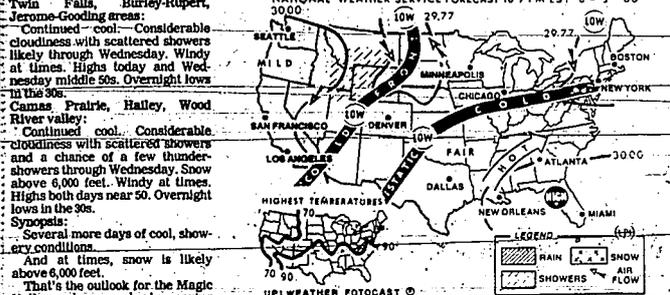 Twin Falls, Burley-Rupert,
Jerome-Gooding areas:
Continued cool. Considerable
cloudiness with scattered showers
likely through Wednesday. Windy
at times. Highs today and Wed-
nesday middle 50s. Overnight lows
in the 30s.
Camas Prairie, Hailey, Wood
River valley:
Continued cool. Considerable
cloudiness with scattered showers
and a chance of a few thunder-
showers through Wednesday. Snow
above 6,000 feet. Windy at times.
Highs both days near 50. Overnight
lows in the 30s.
Synopsis:
Several more days of cool, show-
ery conditions.
And at times, snow is likely
above 6,000 feet.
That's the outlook for the Magic
NATIONAL WEATHER SERVICE FORECAST
30.00
LOW
29.77
29.77
LOW
SEATTLE
MILD
MINNEAPOLIS
BOSTON
CHICAGO
NEW YORK
COLD
LOW
SAN FRANCISCO
DENVER
LOW
LOS ANGELES
FAIR
HOT
ATLANTA
30.00
DALLAS
HIGH
NEW ORLEANS
MIAMI
HIGHEST TEMPERATURES
70
90
70 90
LEGEND
RAIN
SNOW
SHOWERS
AIR
FLOW
UPI WEATHER FOTOCAST